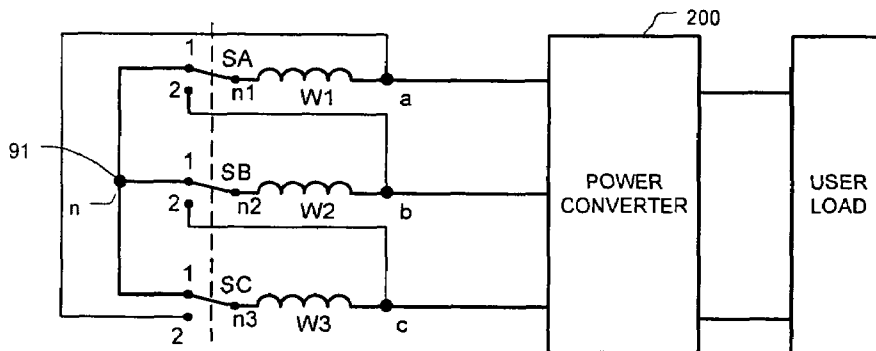 200
1
SA
2
n1
W1
a
91
n
1
SB
2
n2
W2
b
POWER
CONVERTER
USER
LOAD
1
SC
2
n3
W3
c